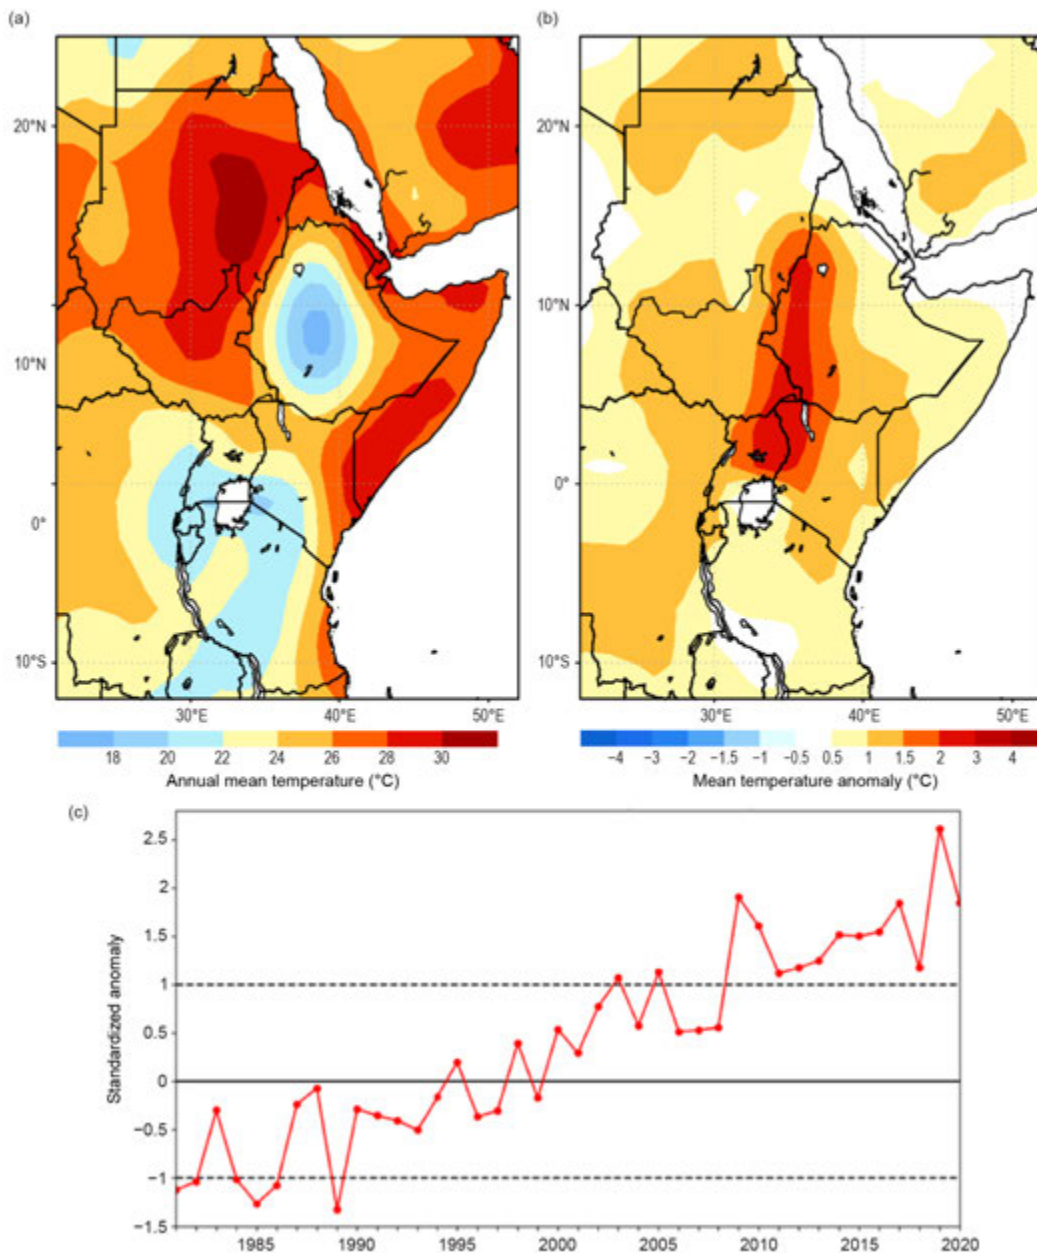 (a)
20°N
10°N
0°
10°S
30°E 40°E 50°E
18 20 22 24 26 28 30
Annual mean temperature (°C)
(b)
20°N
10°N
0°
10°S
30°E 40°E 50°E
−4 −3 −2 −1.5 −1 −0.5 0.5 1 1.5 2 3 4
Mean temperature anomaly (°C)
(c)
Standardized anomaly
2.5
2
1.5
1
0.5
0
−0.5
−1
−1.5
1985 1990 1995 2000 2005 2010 2015 2020